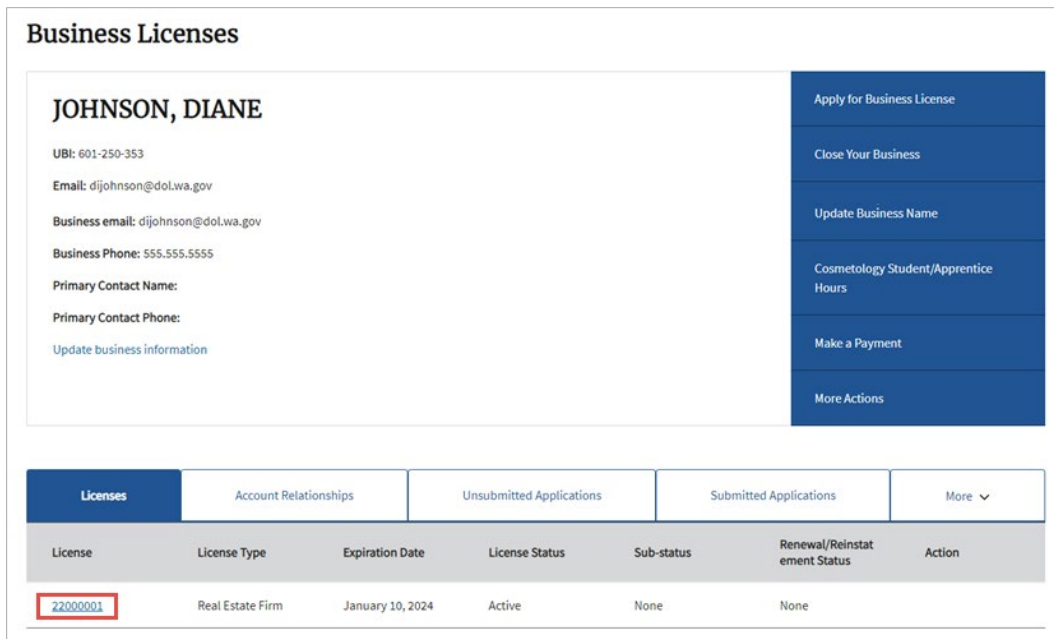 Business Licenses
JOHNSON, DIANE
UBI: 601-250-353
Email: dijohnson@dol.wa.gov
Business email: dijohnson@dol.wa.gov
Business Phone: 555.555.5555
Primary Contact Name:
Primary Contact Phone:
Update business information
Apply for Business License
Close Your Business
Update Business Name
Cosmetology Student/Apprentice
Hours
Make a Payment
More Actions
Licenses Account Relationships Unsubmitted Applications Submitted Applications More
License License Type Expiration Date License Status Sub-status Renewal/Reinstat
ement Status Action
22000001 Real Estate Firm January 10, 2024 Active None None